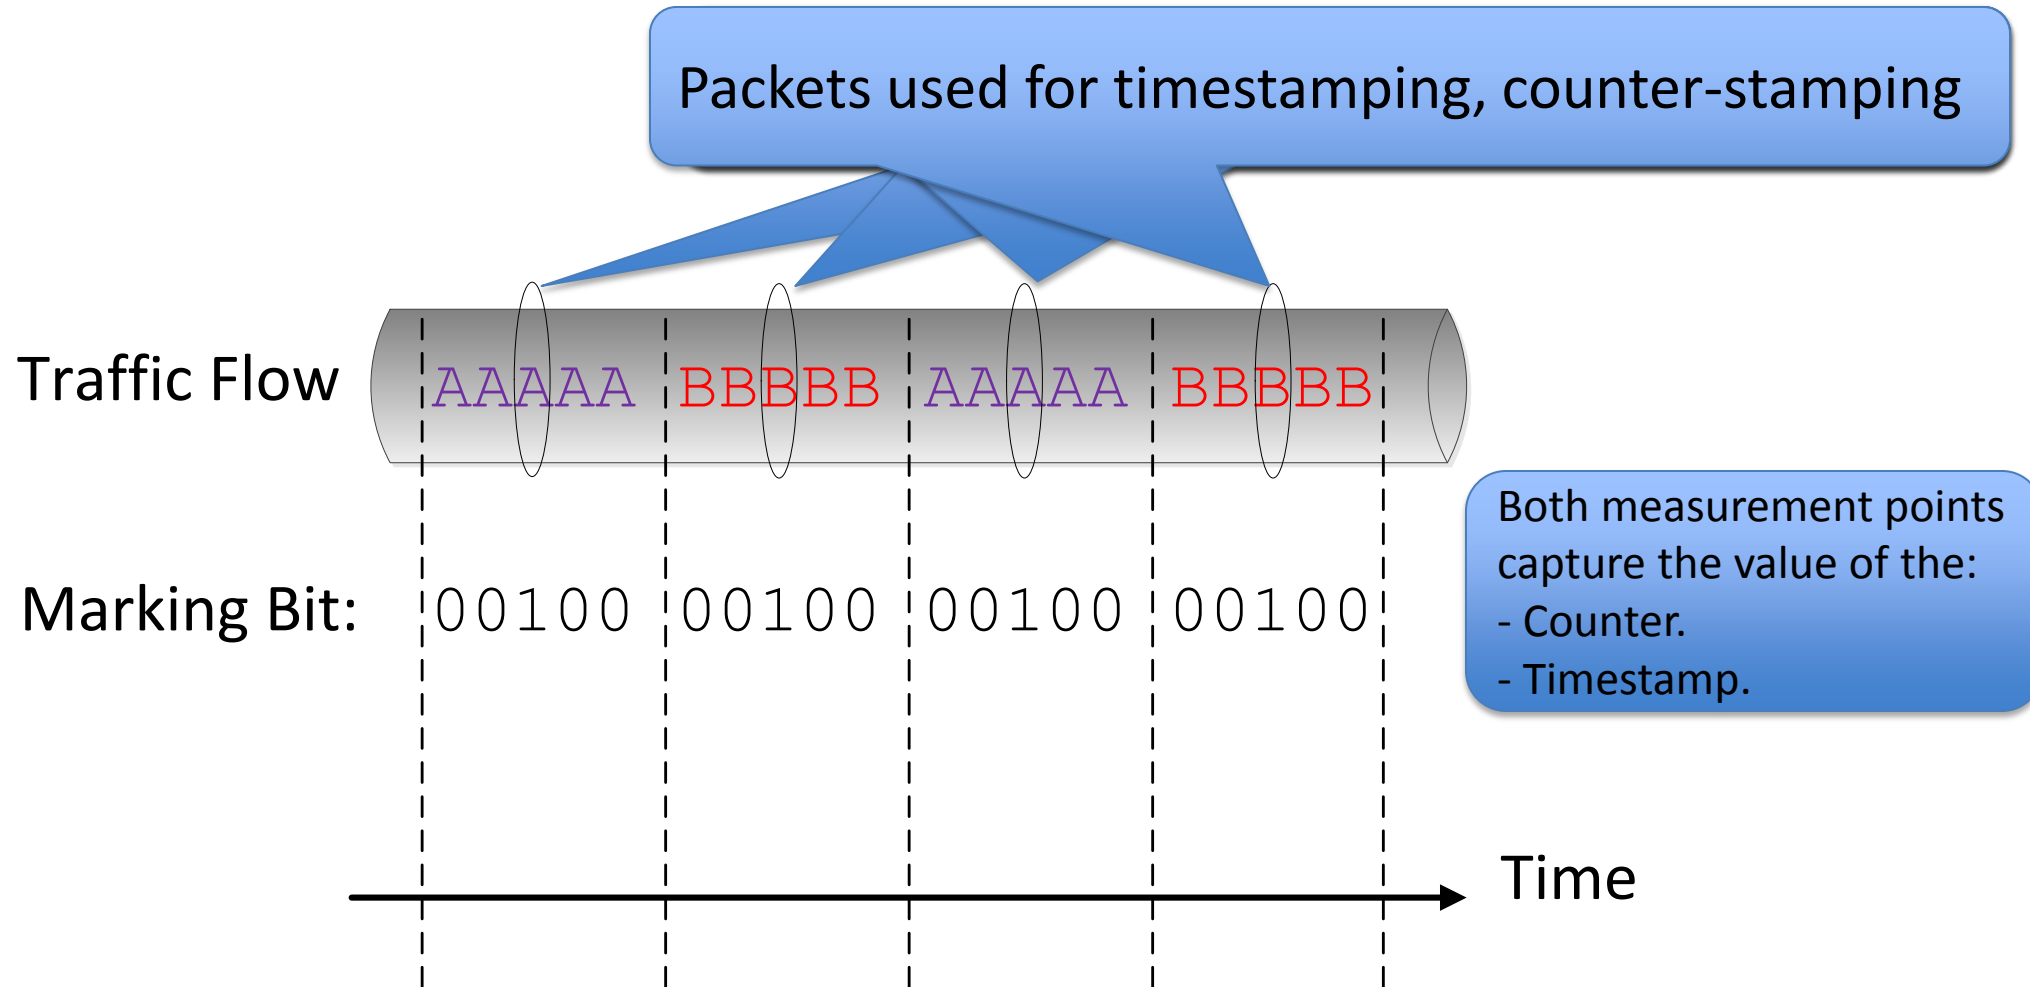 Packets used for timestamping, counter-stamping
Traffic Flow
AAAAA BBBBB AAAAA BBBBB
Both measurement points
capture the value of the:
- Counter.
- Timestamp.
Marking Bit: 00100 00100 00100 00100
Time